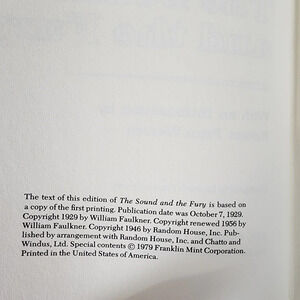 The text of this edition of The Sound and the Fury is based on
a copy of the first printing. Publication date was October 7, 1929.
Copyright 1929 by William Faulkner. Copyright renewed 1956 by
William Faulkner. Copyright 1946 by Random House, Inc. Pub-
lished by arrangement with Random House, Inc. and Chatto and
Windus, Ltd. Special contents © 1979 Franklin Mint Corporation.
Printed in the United States of America.